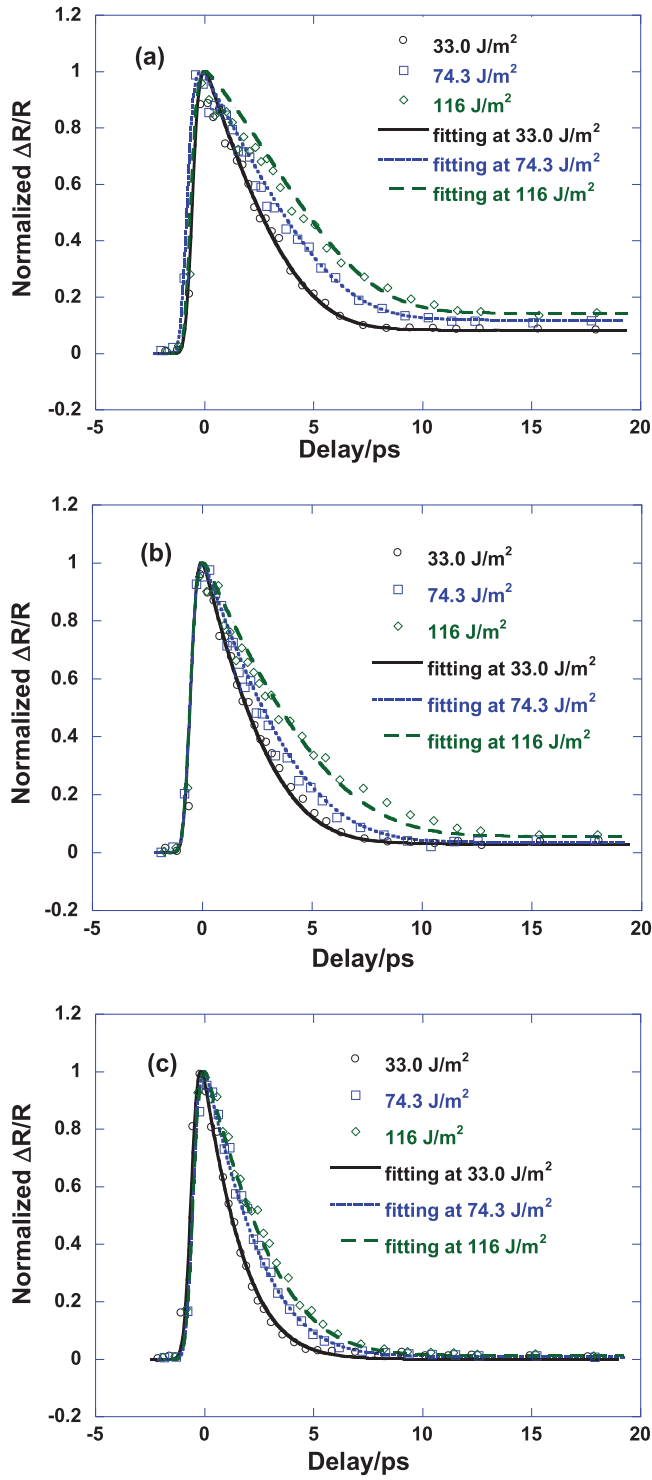 (a)
33.0 J/m²
74.3 J/m²
116 J/m²
fitting at 33.0 J/m²
fitting at 74.3 J/m²
fitting at 116 J/m²
Normalized ΔR/R
1.2
1
0.8
0.6
0.4
0.2
0
-0.2
-5
0
5
10
15
20
Delay/ps
(b)
33.0 J/m²
74.3 J/m²
116 J/m²
fitting at 33.0 J/m²
fitting at 74.3 J/m²
fitting at 116 J/m²
Normalized ΔR/R
1.2
1
0.8
0.6
0.4
0.2
0
-0.2
-5
0
5
10
15
20
Delay/ps
(c)
33.0 J/m²
74.3 J/m²
116 J/m²
fitting at 33.0 J/m²
fitting at 74.3 J/m²
fitting at 116 J/m²
Normalized ΔR/R
1.2
1
0.8
0.6
0.4
0.2
0
-0.2
-5
0
5
10
15
20
Delay/ps